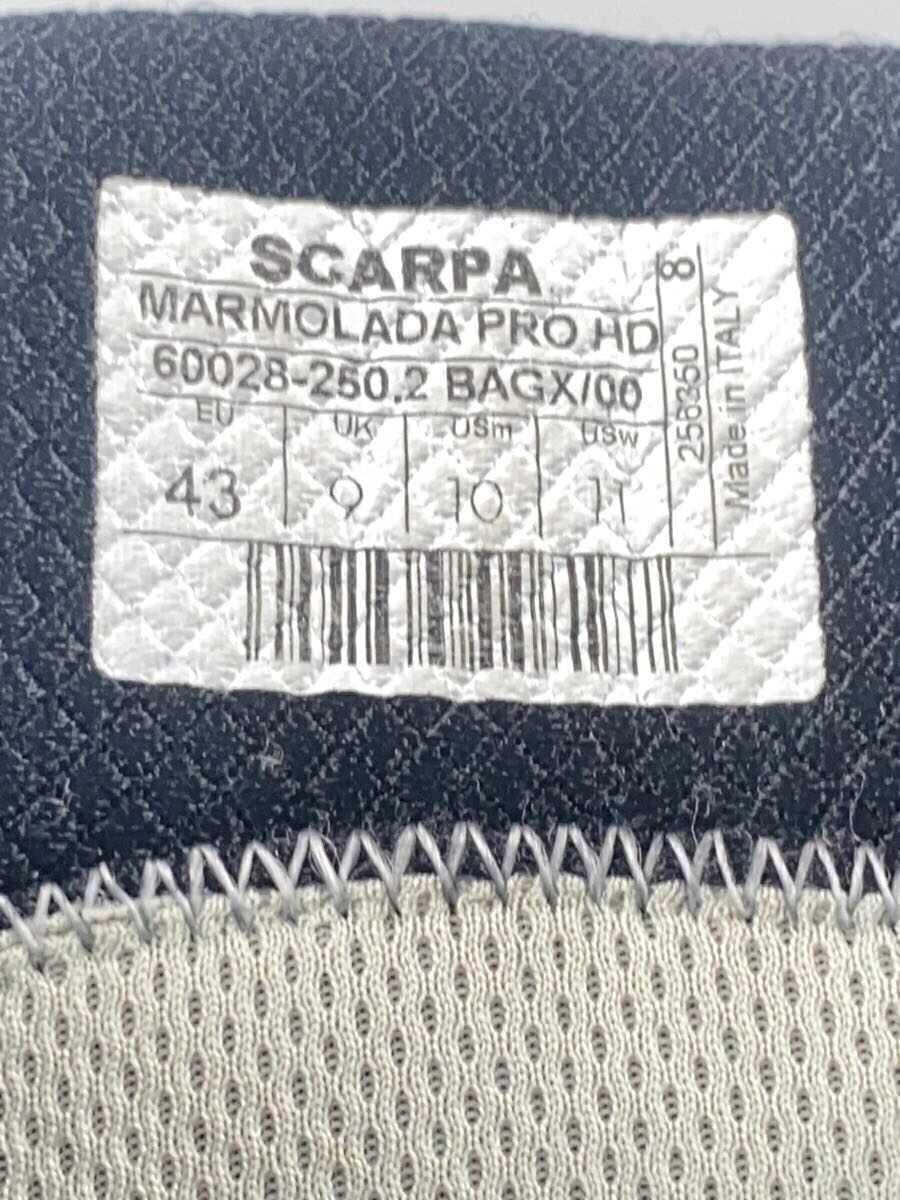 SCARPA
MARMOLADA PRO HD
60028-250.2 BAGX/00
EU UK USm USw
43 9 10 11
256350 8
Made in ITALY